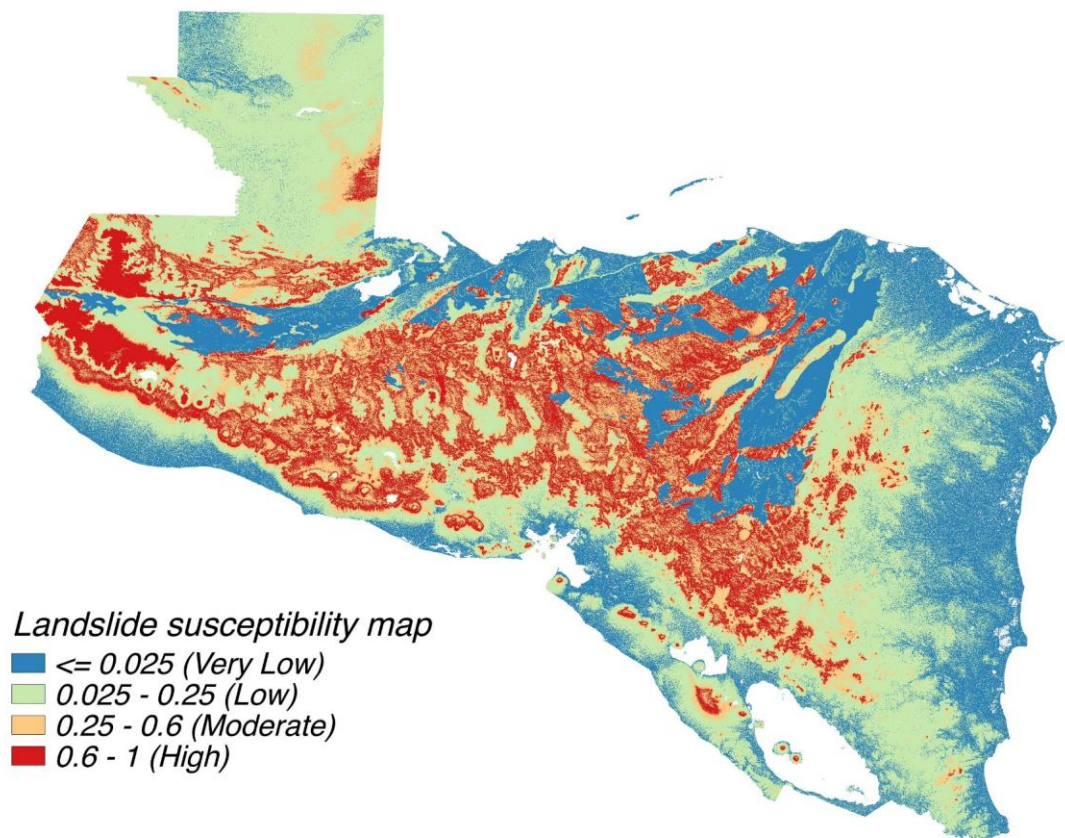 Landslide susceptibility map
<= 0.025 (Very Low)
0.025 - 0.25 (Low)
0.25 - 0.6 (Moderate)
0.6 - 1 (High)